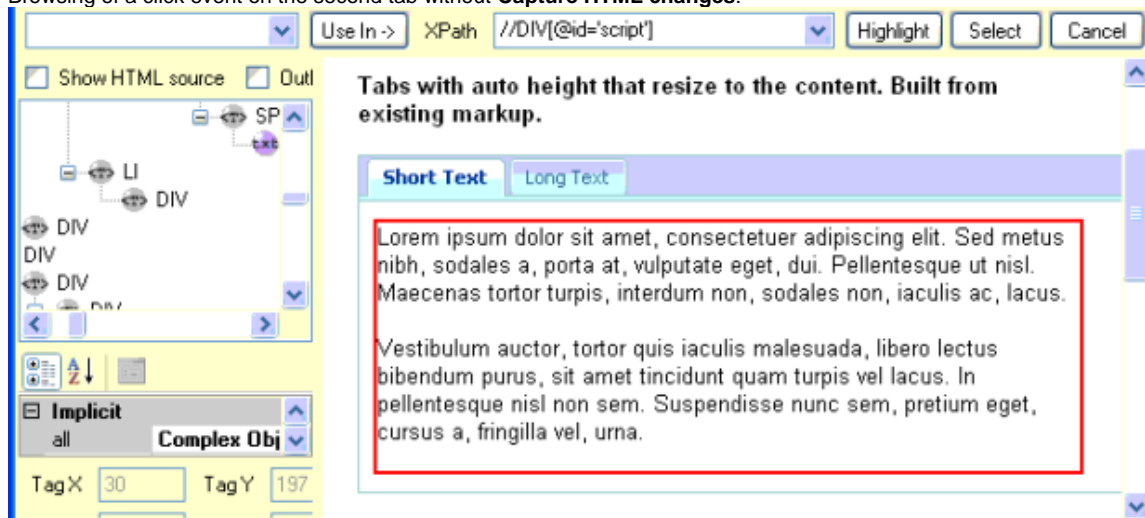 Browsing of a click event on the second tab without Capture HTML changes.
Use In -> XPath //DIV[@id='script'] Highlight Select Cancel
Show HTML source Outl
SP
txt
LI
DIV
DIV
DIV
DIV
DIV
Implicit
all Complex Obj
Tag X 30 Tag Y 197
Tabs with auto height that resize to the content. Built from
existing markup.
Short Text Long Text
Lorem ipsum dolor sit amet, consectetuer adipiscing elit. Sed metus
nibh, sodales a, porta at, vulputate eget, dui. Pellentesque ut nisl.
Maecenas tortor turpis, interdum non, sodales non, iaculis ac, lacus.
Vestibulum auctor, tortor quis iaculis malesuada, libero lectus
bibendum purus, sit amet tincidunt quam turpis vel lacus. In
pellentesque nisl non sem. Suspendisse nunc sem, pretium eget,
cursus a, fringilla vel, urna.